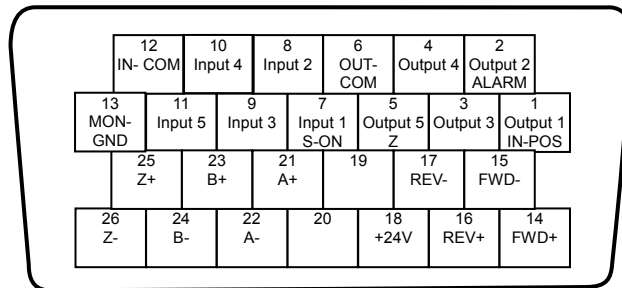 12 10 8 6 4 2
IN- COM Input 4 Input 2 OUT- Output 4 Output 2
COM ALARM
13 11 9 7 5 3 1
MON- Input 5 Input 3 Input 1 Output 5 Output 3 Output 1
GND S-ON Z IN-POS
25 23 21 19 17 15
Z+ B+ A+ REV- FWD-
26 24 22 20 18 16 14
Z- B- A- +24V REV+ FWD+